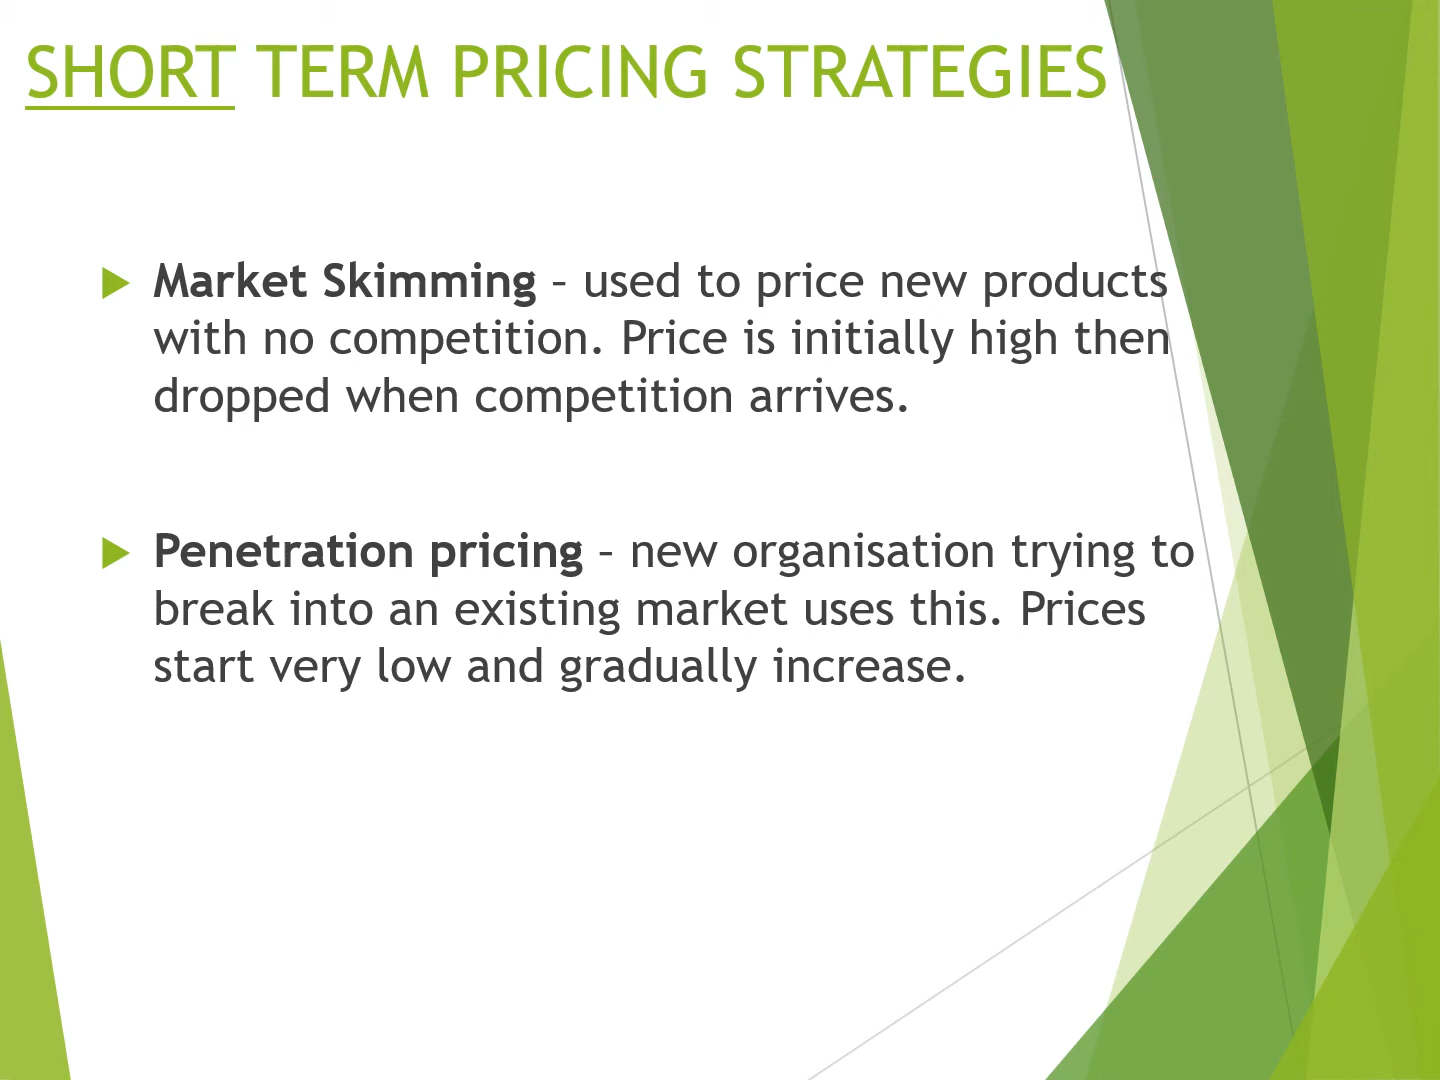 SHORT TERM PRICING STRATEGIES
Market Skimming – used to price new products
with no competition. Price is initially high then
dropped when competition arrives.
Penetration pricing – new organisation trying to
break into an existing market uses this. Prices
start very low and gradually increase.